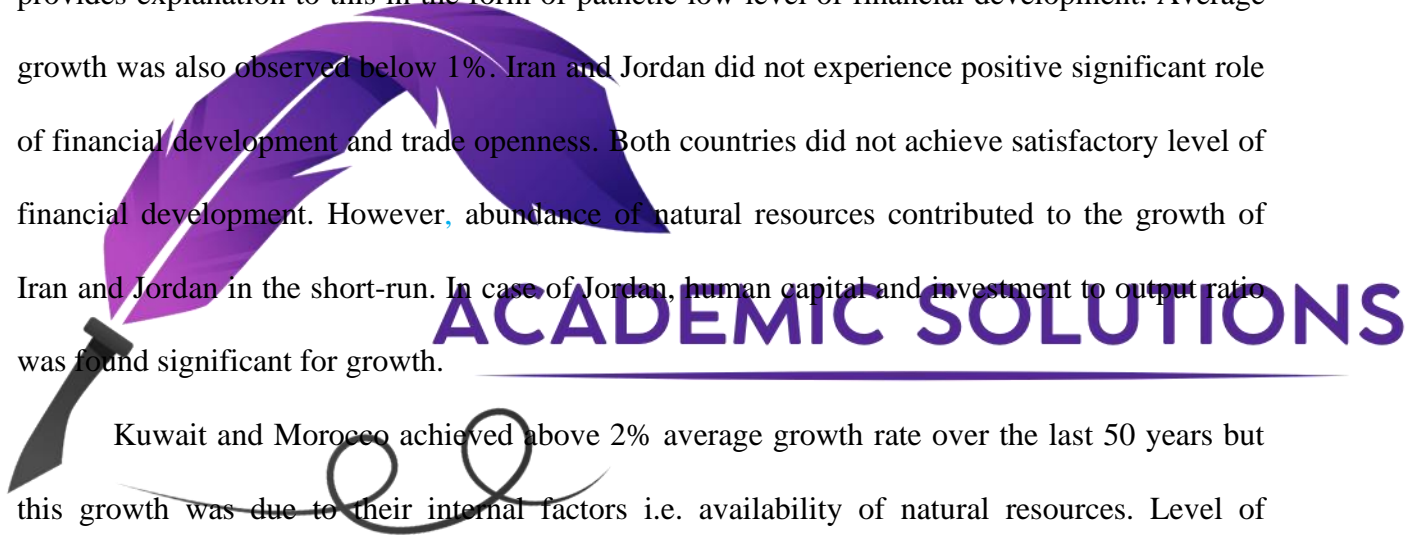 provides explanation to this in the form of pathetic low level of financial development. Average
growth was also observed below 1%. Iran and Jordan did not experience positive significant role
of financial development and trade openness. Both countries did not achieve satisfactory level of
financial development. However, abundance of natural resources contributed to the growth of
Iran and Jordan in the short-run. In case of Jordan, human capital and investment to output ratio
ACADEMIC SOLUTIONS
was found significant for growth.
Kuwait and Morocco achieved above 2% average growth rate over the last 50 years but
this growth was due to their internal factors i.e. availability of natural resources. Level of